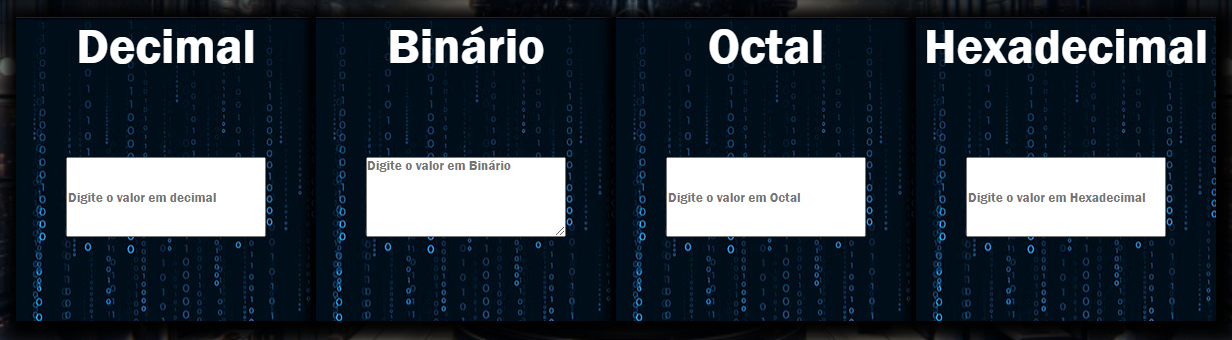 Decimal
Binário
Octal
Hexadecimal
Digite o valor em decimal
Digite o valor em Binário
Digite o valor em Octal
Digite o valor em Hexadecimal